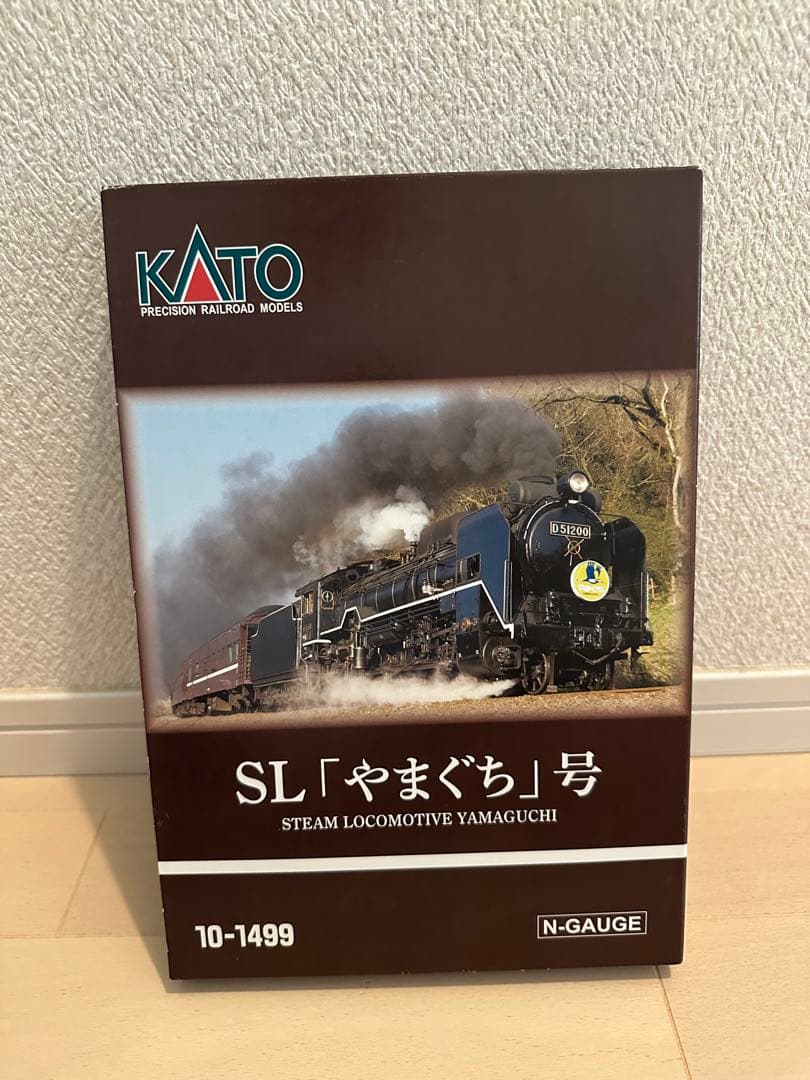 KATO
PRECISION RAILROAD MODELS
D51200
SL「やまぐち」号
STEAM LOCOMOTIVE YAMAGUCHI
10-1499
N-GAUGE